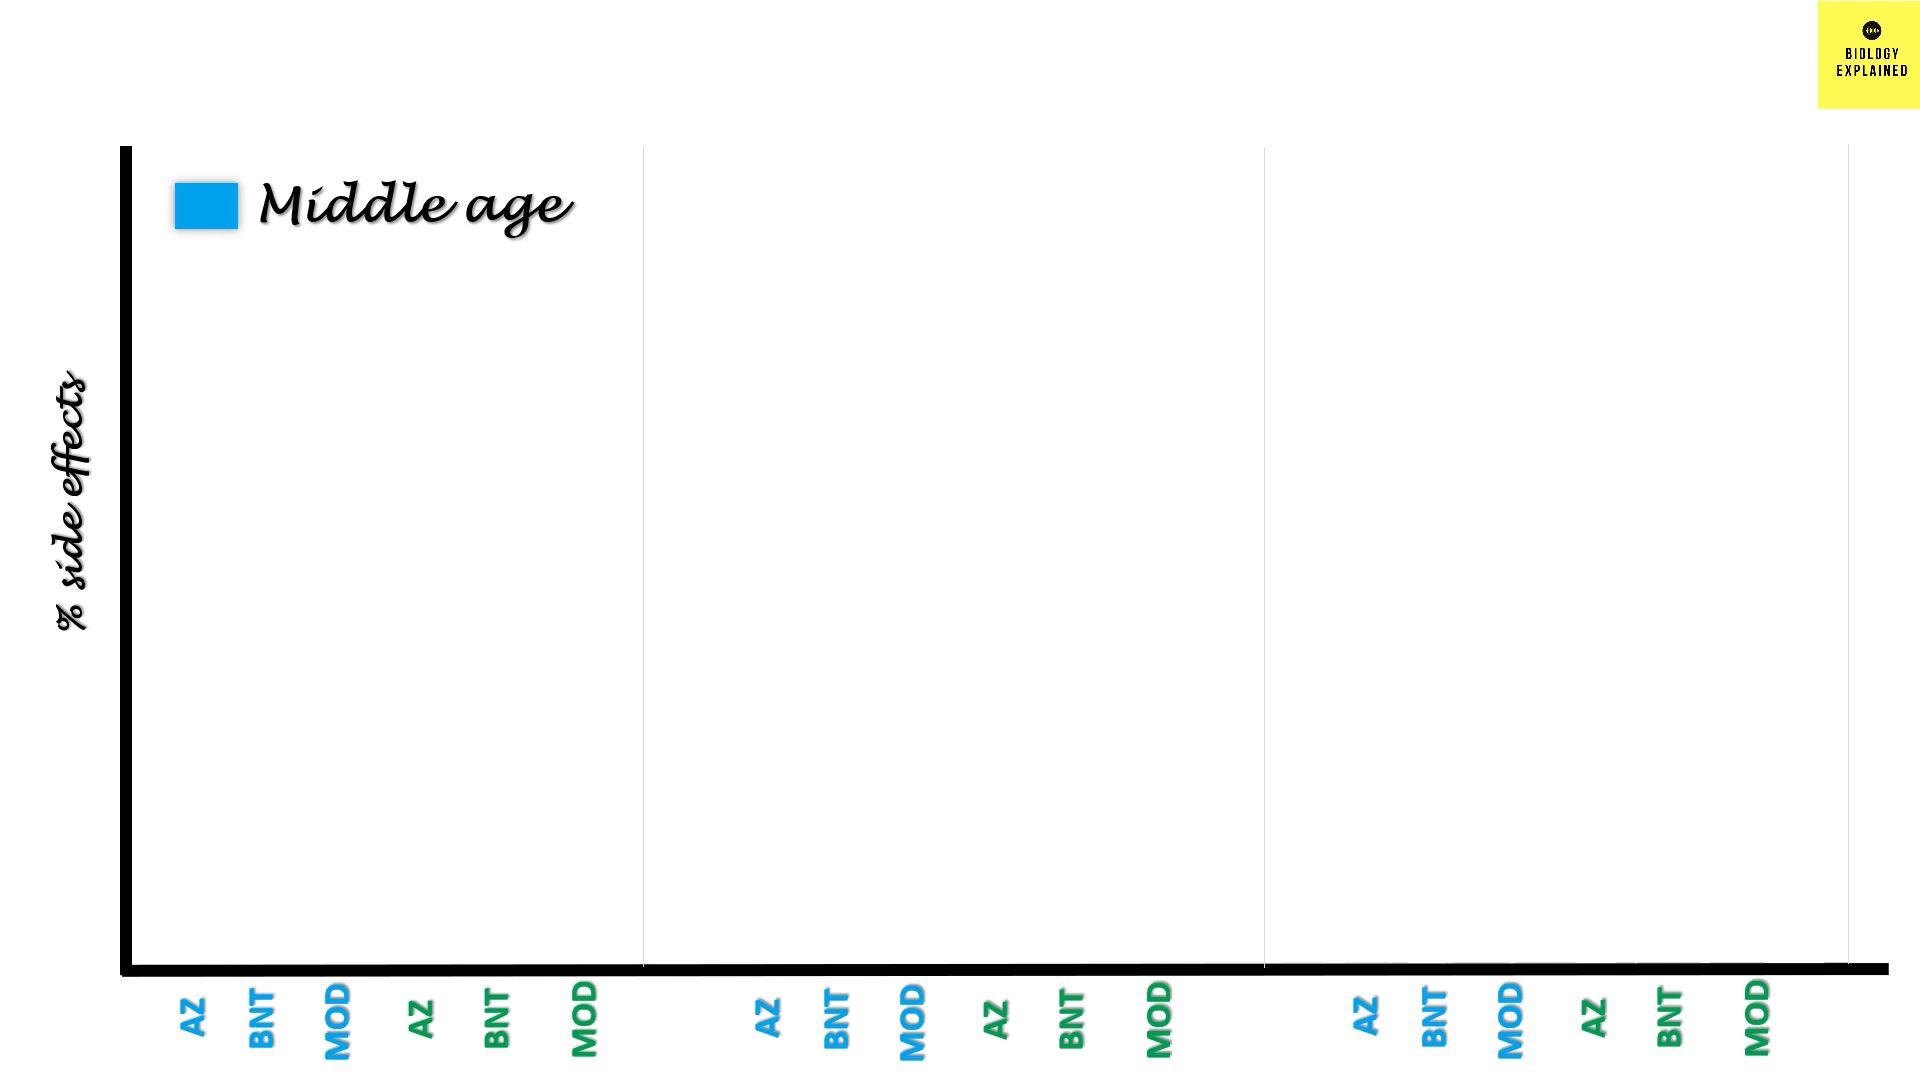 BIOLOGY
EXPLAINED
Middle age
% side effects
AZ BNT MOD AZ BNT MOD AZ BNT MOD AZ BNT MOD AZ BNT MOD AZ BNT MOD